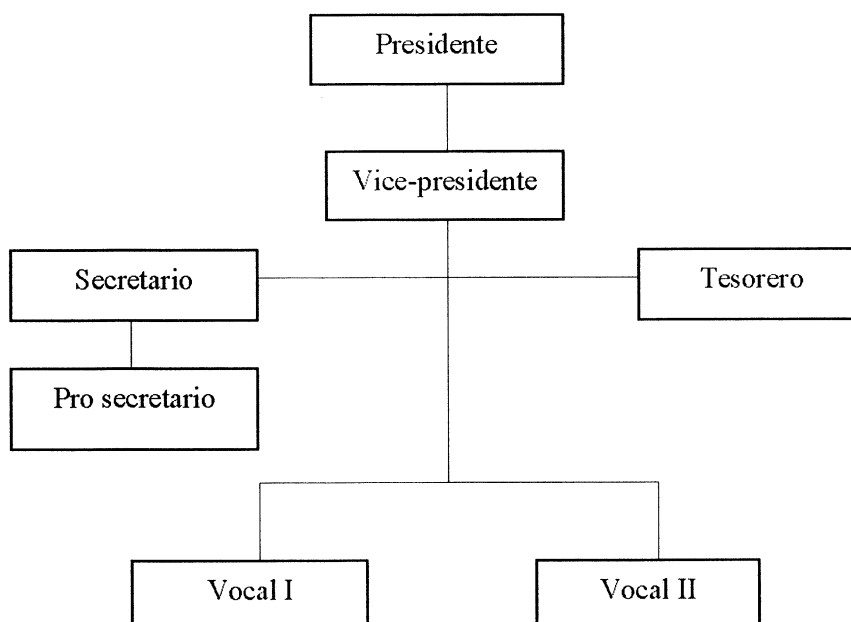 Presidente
Vice-presidente
Secretario
Tesorero
Pro secretario
Vocal I
Vocal II